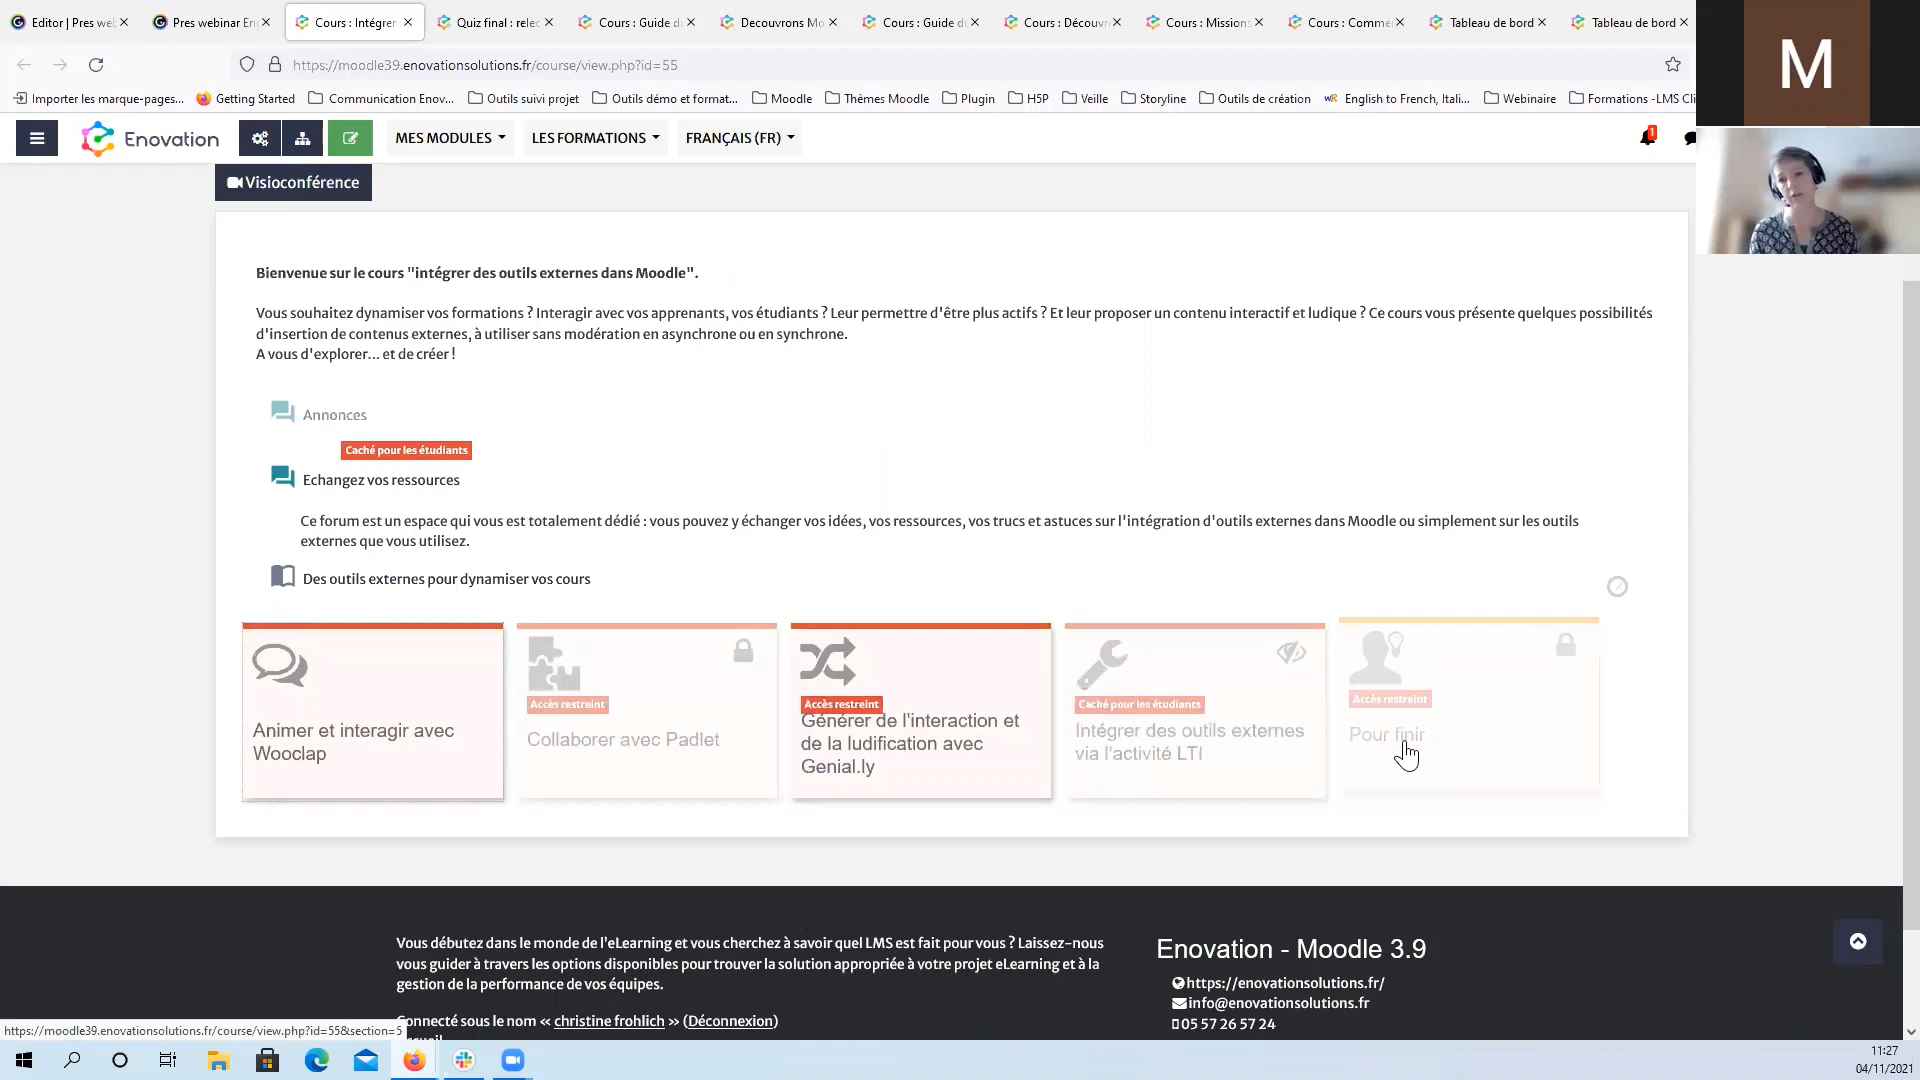 Editor | Pres wel
Pres webinar En
Cours : Intégrer
Quiz final : relec
Cours : Guide du
Decouvrons Mo
Cours : Guide du
Cours : Découvr
Cours : Missions
Cours : Comme
Tableau de bord
Tableau de bord
https://moodle39.enovationsolutions.fr/course/view.php?id=55
Importer les marque-pages...
Getting Started
Communication Enov...
Outils suivi projet
Outils démo et format...
Moodle
Thèmes Moodle
Plugin
H5P
Veille
Storyline
Outils de création
WR English to French, Itali...
Webinaire
Formations -LMS Cli
M
Enovation
MES MODULES
LES FORMATIONS
FRANÇAIS (FR)
1
Visioconférence
Bienvenue sur le cours "intégrer des outils externes dans Moodle".
Vous souhaitez dynamiser vos formations ? Interagir avec vos apprenants, vos étudiants ? Leur permettre d'être plus actifs ? Et leur proposer un contenu interactif et ludique ? Ce cours vous présente quelques possibilités
d'insertion de contenus externes, à utiliser sans modération en asynchrone ou en synchrone.
A vous d'explorer... et de créer !
Annonces
Caché pour les étudiants
Echangez vos ressources
Ce forum est un espace qui vous est totalement dédié : vous pouvez y échanger vos idées, vos ressources, vos trucs et astuces sur l'intégration d'outils externes dans Moodle ou simplement sur les outils
externes que vous utilisez.
Des outils externes pour dynamiser vos cours
Animer et interagir avec
Wooclap
Accès restreint
Collaborer avec Padlet
Accès restreint
Générer de l'interaction et
de la ludification avec
Genial.ly
Caché pour les étudiants
Intégrer des outils externes
via l'activité LTI
Accès restreint
Pour finir
Vous débutez dans le monde de l'eLearning et vous cherchez à savoir quel LMS est fait pour vous ? Laissez-nous
vous guider à travers les options disponibles pour trouver la solution appropriée à votre projet eLearning et à la
gestion de la performance de vos équipes.
Connecté sous le nom « christine frohlich » (Déconnexion)
Enovation - Moodle 3.9
https://enovationsolutions.fr/
info@enovationsolutions.fr
05 57 26 57 24
https://moodle39.enovationsolutions.fr/course/view.php?id=55&section=5
11:27
04/11/2021